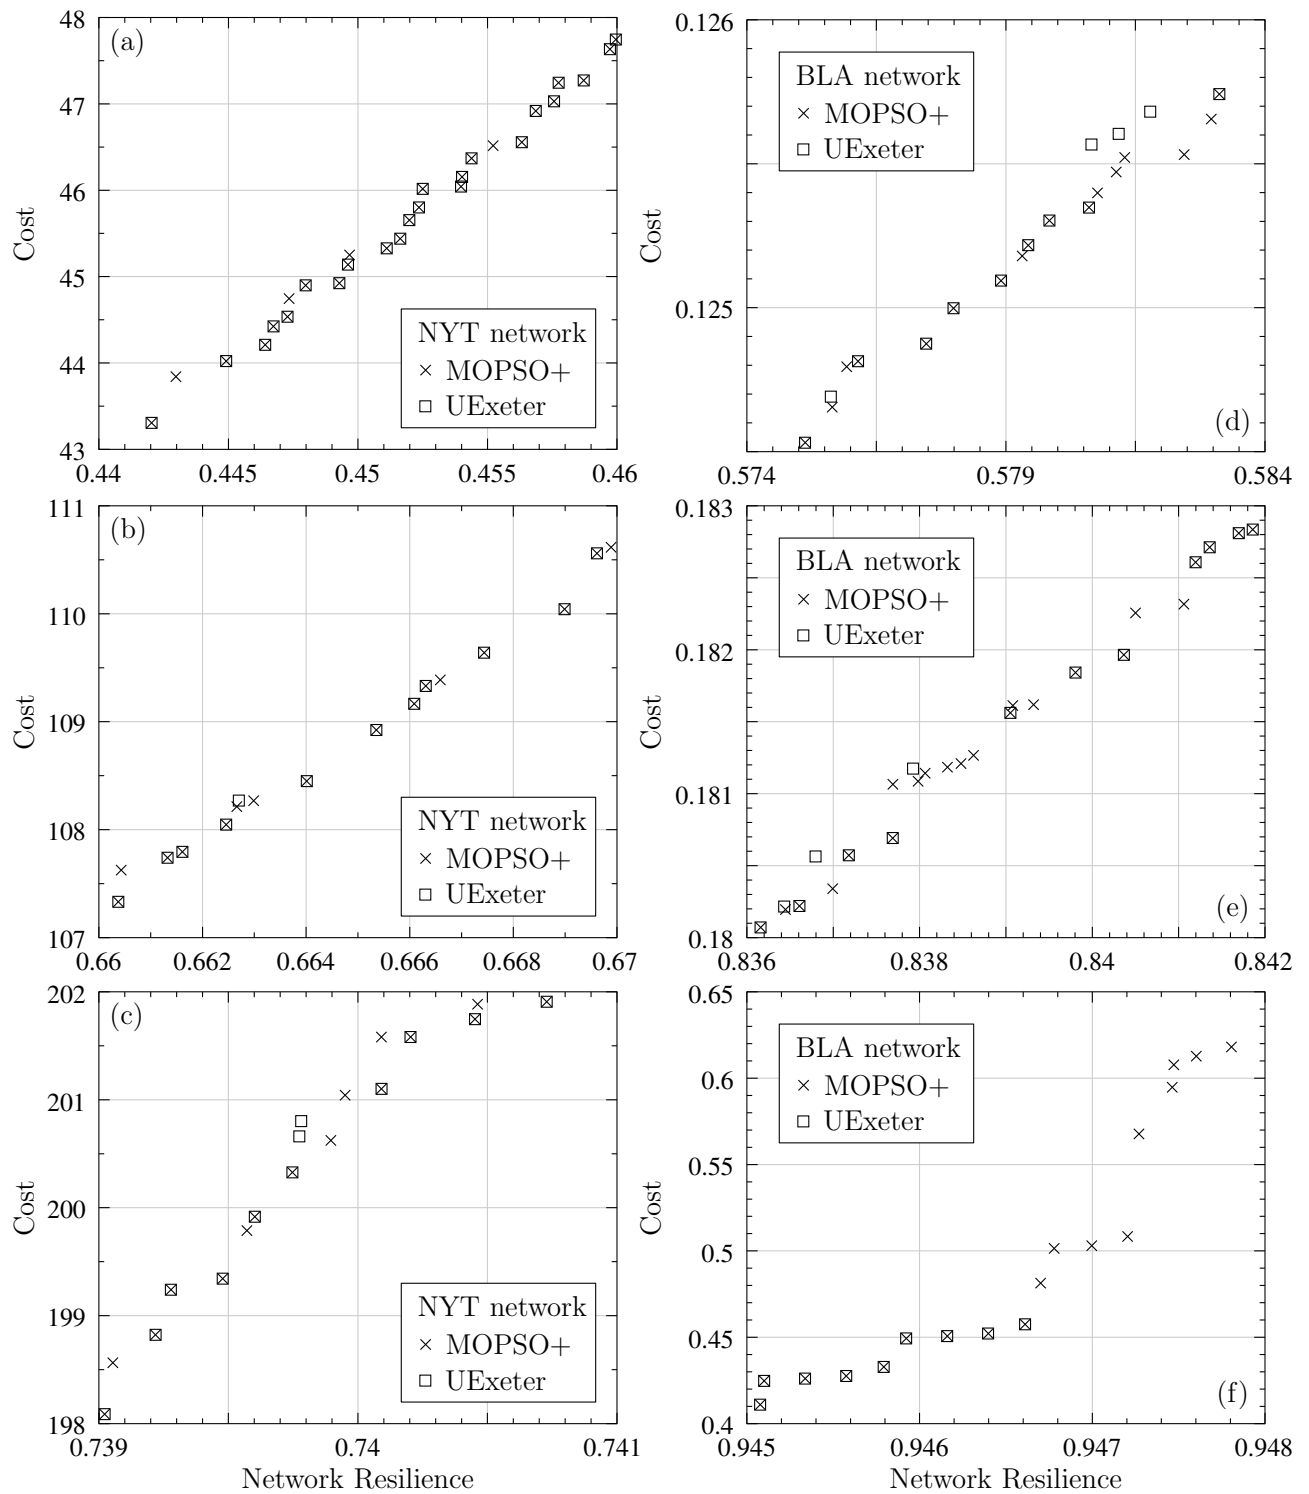 48
47
46
45
44
43
Cost
(a)
NYT network
MOPSO+
UExeter
0.44
0.445
0.45
0.455
0.46
0.126
0.125
Cost
BLA network
MOPSO+
UExeter
(d)
0.574
0.579
0.584
111
110
109
108
107
Cost
(b)
NYT network
MOPSO+
UExeter
0.66
0.662
0.664
0.666
0.668
0.67
0.183
0.182
0.181
0.18
Cost
BLA network
MOPSO+
UExeter
(e)
0.836
0.838
0.84
0.842
202
201
200
199
198
Cost
(c)
NYT network
MOPSO+
UExeter
0.739
0.74
0.741
Network Resilience
0.65
0.6
0.55
0.5
0.45
0.4
Cost
BLA network
MOPSO+
UExeter
(f)
0.945
0.946
0.947
0.948
Network Resilience